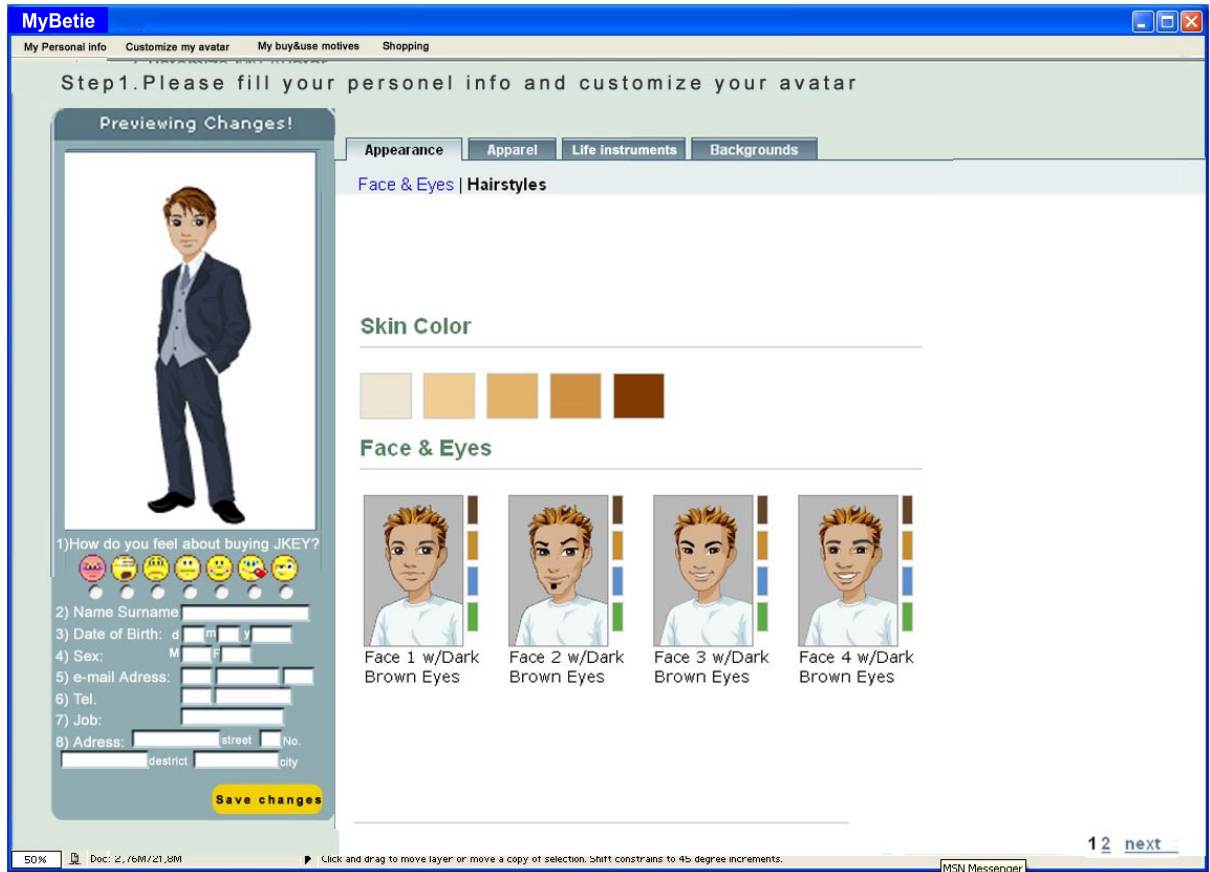 MyBetie
My Personal info Customize my avatar My buy&use motives Shopping
Step1.Please fill your personel info and customize your avatar
Previewing Changes!
Appearance Apparel Life instruments Backgrounds
Face & Eyes | Hairstyles
Skin Color
Face & Eyes
Face 1 w/Dark Brown Eyes
Face 2 w/Dark Brown Eyes
Face 3 w/Dark Brown Eyes
Face 4 w/Dark Brown Eyes
1)How do you feel about buying JKEY?
2) Name Surname
3) Date of Birth: d m y
4) Sex: M F
5) e-mail Adress:
6) Tel.
7) Job:
8) Adress: street No.
destrict city
Save changes
1 2 next
50% Doc: 2,76M/21,8M Click and drag to move layer or move a copy of selection. Shift constrains to 45 degree increments.
MSN Messenger